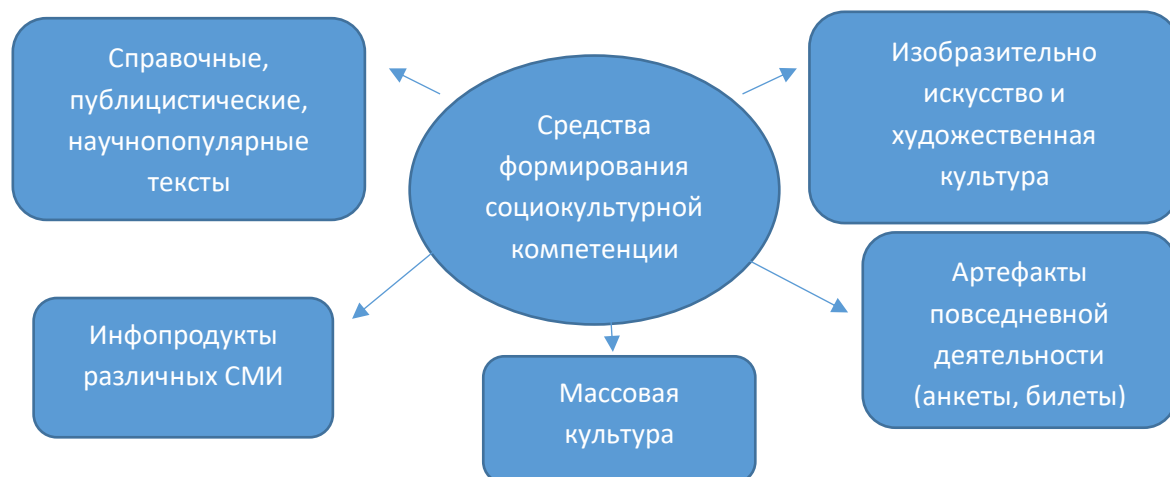 Справочные,
публицистические,
научнопопулярные
тексты
Средства
формирования
социокультурной
компетенции
Изобразительно
искусство и
художественная
культура
Инфопродукты
различных СМИ
Массовая
культура
Артефакты
повседневной
деятельности
(анкеты, билеты)